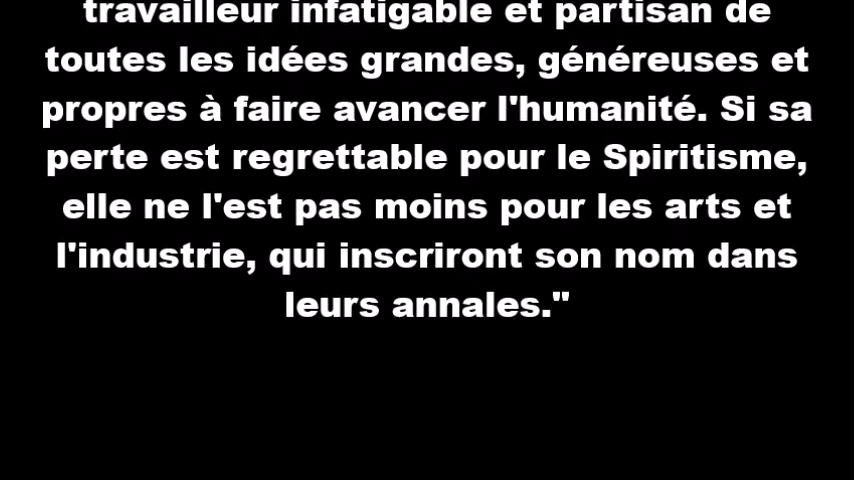 travailleur infatigable et partisan de
toutes les idées grandes, généreuses et
propres à faire avancer l'humanité. Si sa
perte est regrettable pour le Spiritisme,
elle ne l'est pas moins pour les arts et
l'industrie, qui inscriront son nom dans
leurs annales."